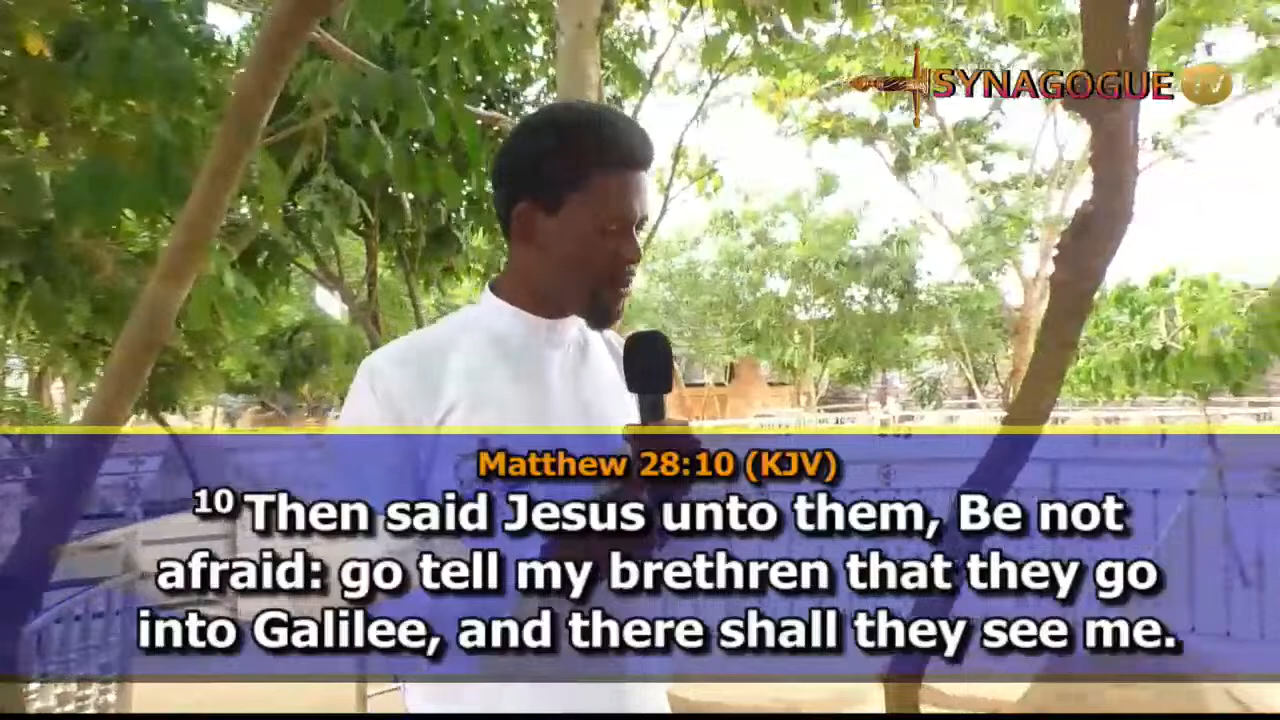 SYNAGOGUE TV
Matthew 28:10 (KJV)
10 Then said Jesus unto them, Be not
afraid: go tell my brethren that they go
into Galilee, and there shall they see me.